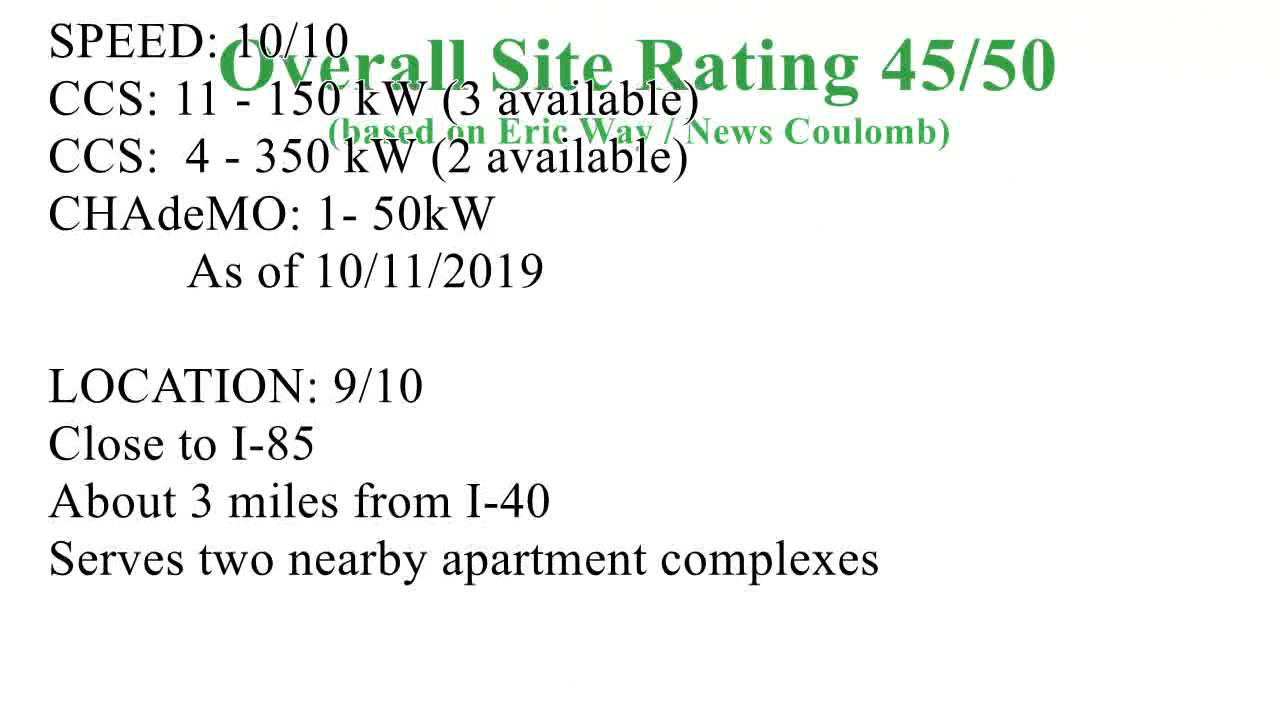 SPEED: 10/10
Overall Site Rating 45/50
CCS: 11 - 150 kW (3 available)
(based on Eric Way / News Coulomb)
CCS:  4 - 350 kW (2 available)
CHAdeMO: 1- 50kW
As of 10/11/2019
LOCATION: 9/10
Close to I-85
About 3 miles from I-40
Serves two nearby apartment complexes